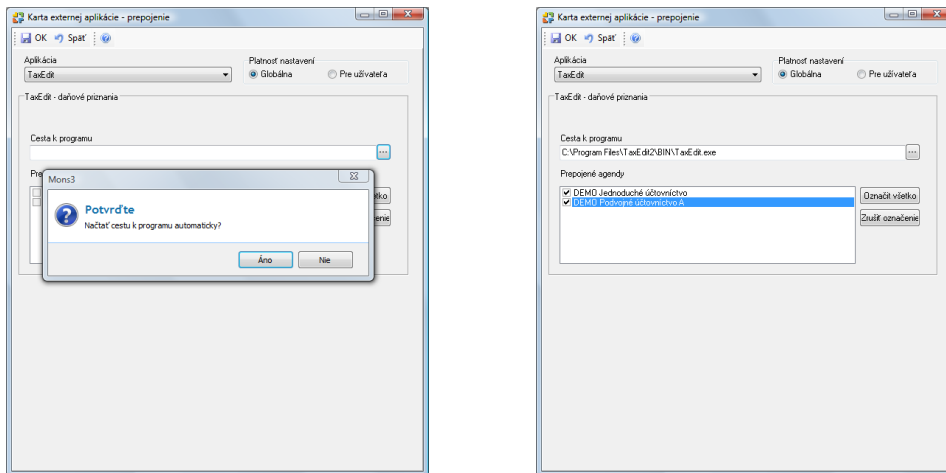 Karta externej aplikácie - prepojenie
OK Späť
Aplikácia
TaxEdit
Platnosť nastavení
Globálna Pre užívateľa
TaxEdit - daňové priznania
Cesta k programu
Mons3
Potvrďte
Načítať cestu k programu automaticky?
Áno Nie
Karta externej aplikácie - prepojenie
OK Späť
Aplikácia
TaxEdit
Platnosť nastavení
Globálna Pre užívateľa
TaxEdit - daňové priznania
Cesta k programu
C:\Program Files\TaxEdit2\BIN\TaxEdit.exe
Prepojené agendy
DEMO Jednoduché účtovníctvo
DEMO Podvojné účtovníctvo A
Označiť všetko
Zrušiť označenie